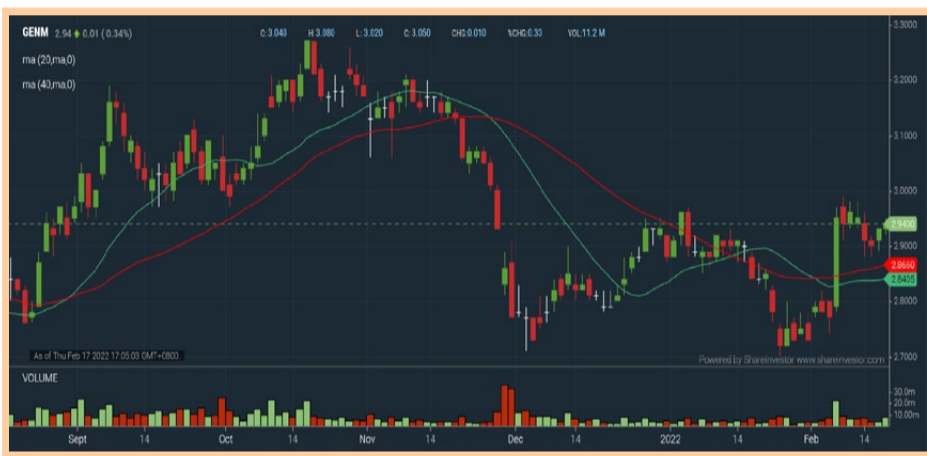 GENM 2.94 0.01 ( 0.34%) O: 3.040 H: 3.080 L: 3.020 C: 3.050 CHG:0.010 %CHG:0.33 VOL:11.2 M
ma (20,ma,0)
ma (40,ma,0)
3.3000
3.2000
3.1000
3.0000
2.9400
2.9000
2.8660
2.8405
2.8000
2.7000
As of Thu Feb 17 2022 17:05:03 GMT+0800.
Powered by Shareinvestor www.shareinvestor.com
VOLUME
30.0m
20.0m
10.00m
Sept 14 Oct 14 Nov 14 Dec 14 2022 14 Feb 14